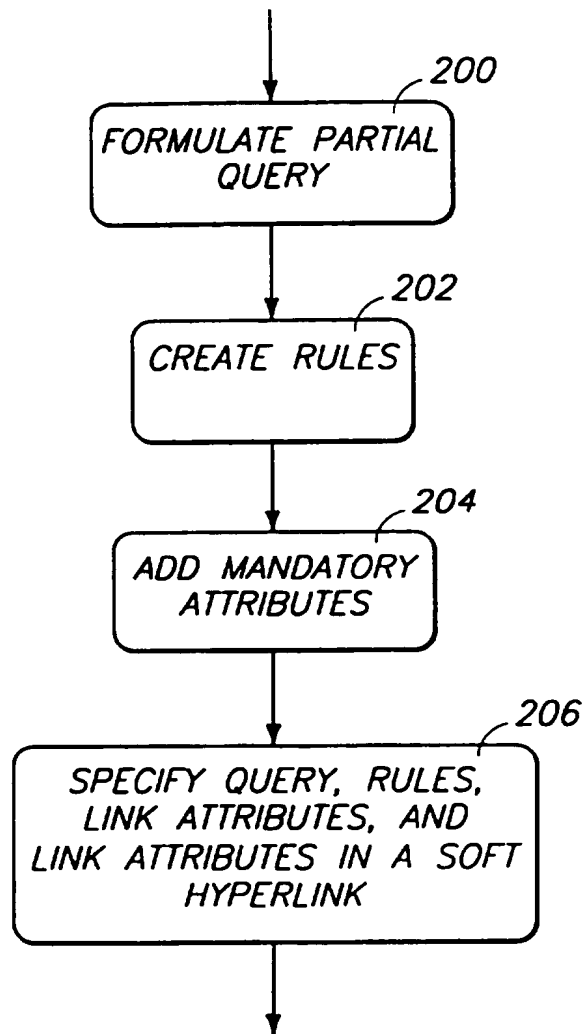 200
FORMULATE PARTIAL
QUERY
202
CREATE RULES
204
ADD MANDATORY
ATTRIBUTES
206
SPECIFY QUERY, RULES,
LINK ATTRIBUTES, AND
LINK ATTRIBUTES IN A SOFT
HYPERLINK